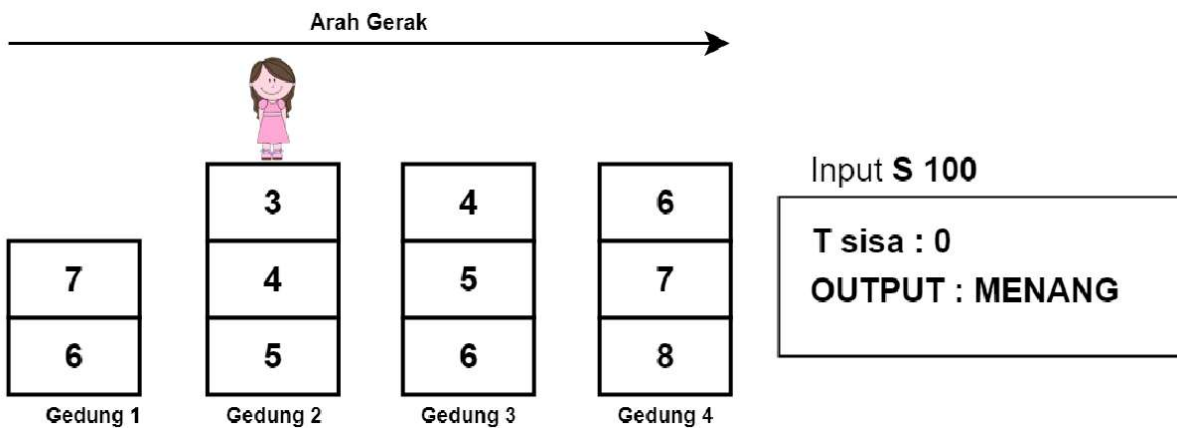 Arah Gerak
3 4 6
7 4 5 7
6 5 6 8
Gedung 1 Gedung 2 Gedung 3 Gedung 4
Input S 100
T sisa : 0
OUTPUT : MENANG